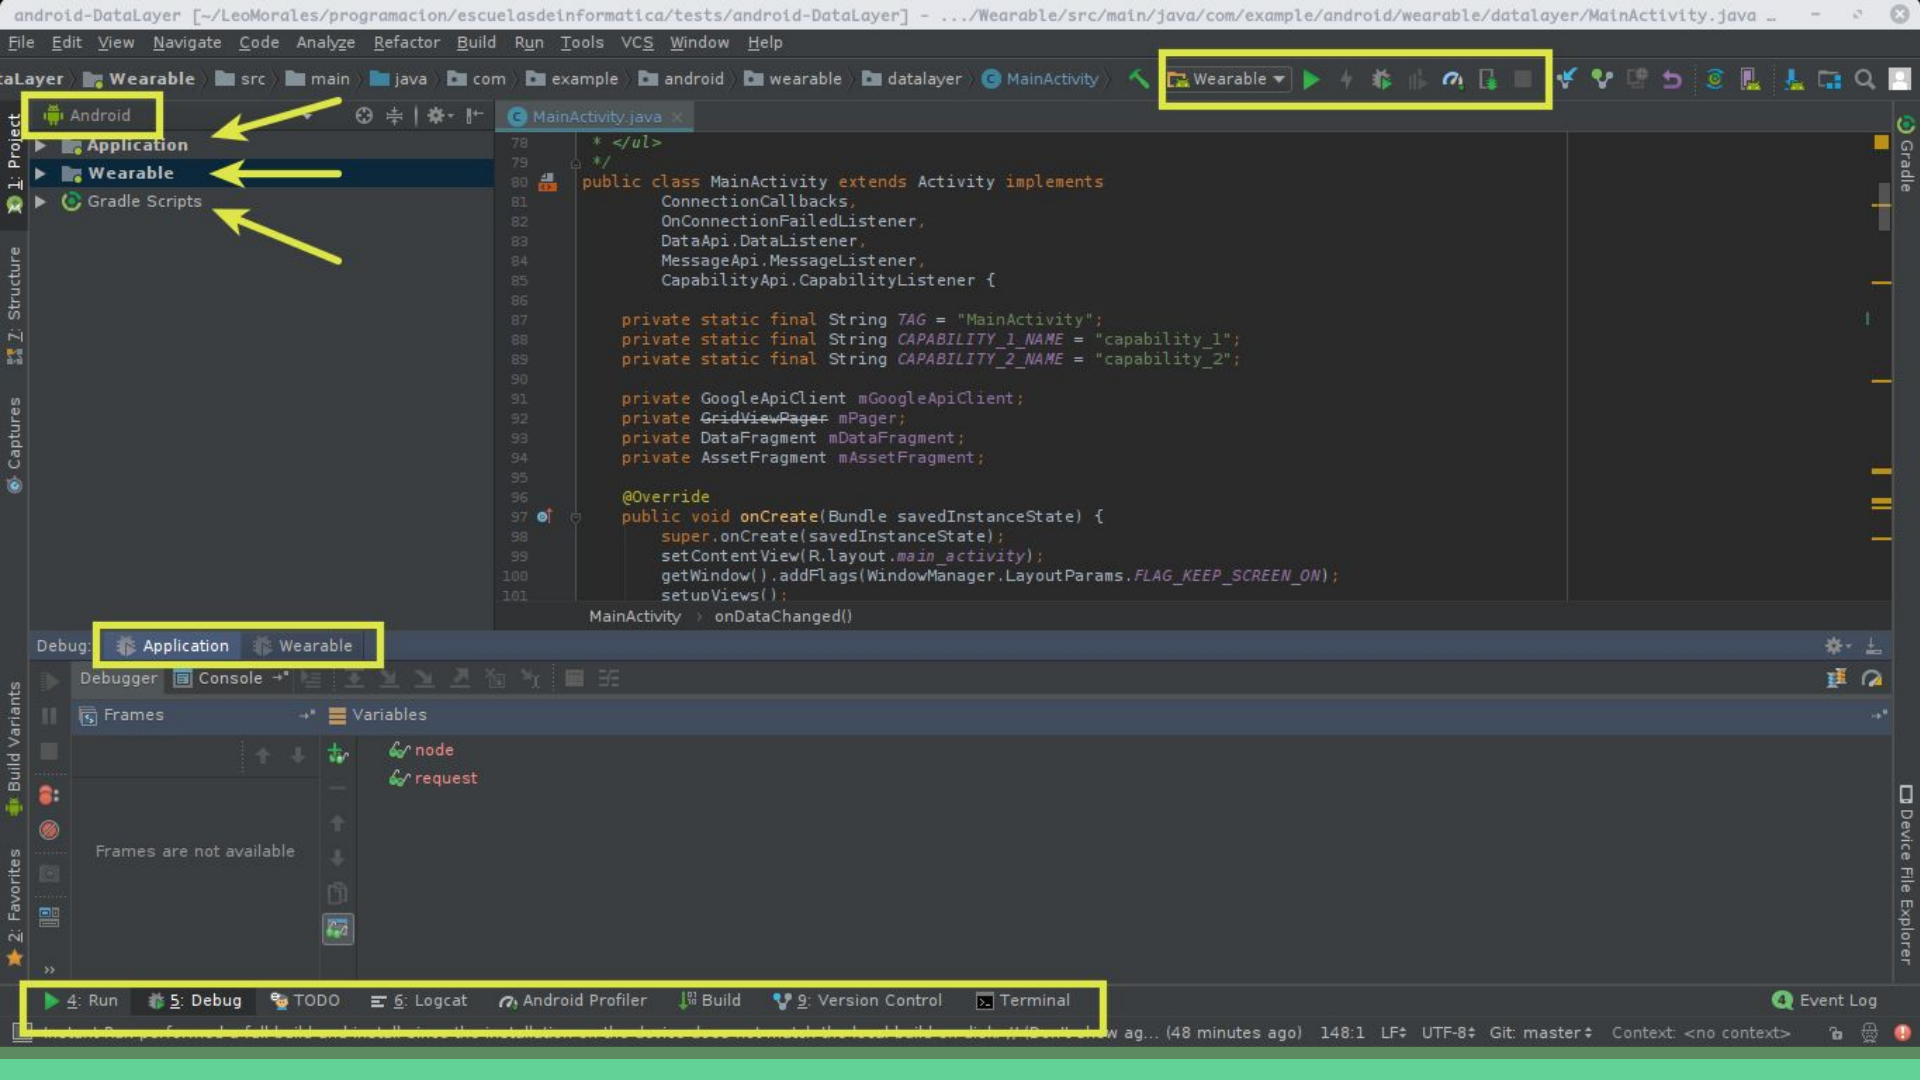 android-DataLayer [~/LeoMorales/programacion/escuelasdeinformatica/tests/android-DataLayer] - .../Wearable/src/main/java/com/example/android/wearable/datalayer/MainActivity.java …
File Edit View Navigate Code Analyze Refactor Build Run Tools VCS Window Help
taLayer Wearable src main java com example android wearable datalayer MainActivity Wearable
Android
Application
Wearable
Gradle Scripts
1: Project
7: Structure
Captures
Build Variants
2: Favorites
MainActivity.java
78 * </ul>
79 */
80 public class MainActivity extends Activity implements
81 ConnectionCallbacks,
82 OnConnectionFailedListener,
83 DataApi.DataListener,
84 MessageApi.MessageListener,
85 CapabilityApi.CapabilityListener {
86
87 private static final String TAG = "MainActivity";
88 private static final String CAPABILITY_1_NAME = "capability_1";
89 private static final String CAPABILITY_2_NAME = "capability_2";
90
91 private GoogleApiClient mGoogleApiClient;
92 private GridViewPager mPager;
93 private DataFragment mDataFragment;
94 private AssetFragment mAssetFragment;
95
96 @Override
97 public void onCreate(Bundle savedInstanceState) {
98 super.onCreate(savedInstanceState);
99 setContentView(R.layout.main_activity);
100 getWindow().addFlags(WindowManager.LayoutParams.FLAG_KEEP_SCREEN_ON);
101 setupViews();
MainActivity › onDataChanged()
Gradle
Device File Explorer
Debug: Application Wearable
Debugger Console
Frames Variables
node
request
Frames are not available
4: Run 5: Debug TODO 6: Logcat Android Profiler Build 9: Version Control Terminal 4 Event Log
ag... (48 minutes ago) 148:1 LF UTF-8 Git: master Context: <no context>